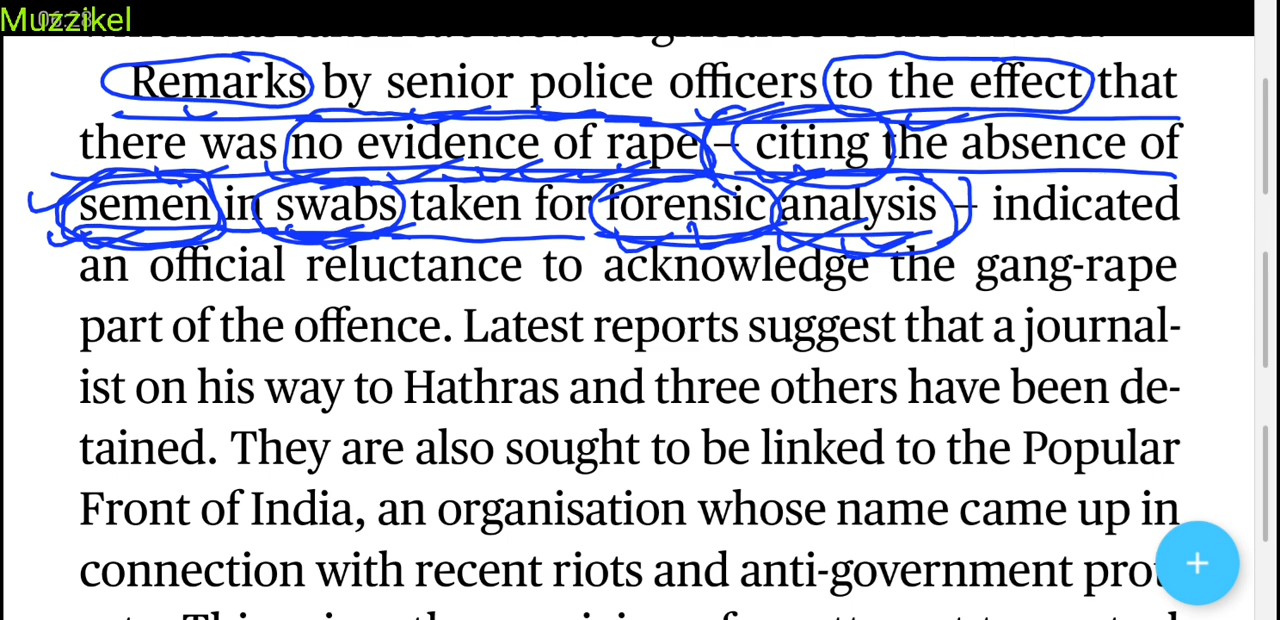 Muzzikel
06:28
Remarks by senior police officers to the effect that
there was no evidence of rape – citing the absence of
semen in swabs taken for forensic analysis – indicated
an official reluctance to acknowledge the gang-rape
part of the offence. Latest reports suggest that a journal-
ist on his way to Hathras and three others have been de-
tained. They are also sought to be linked to the Popular
Front of India, an organisation whose name came up in
connection with recent riots and anti-government prot
+